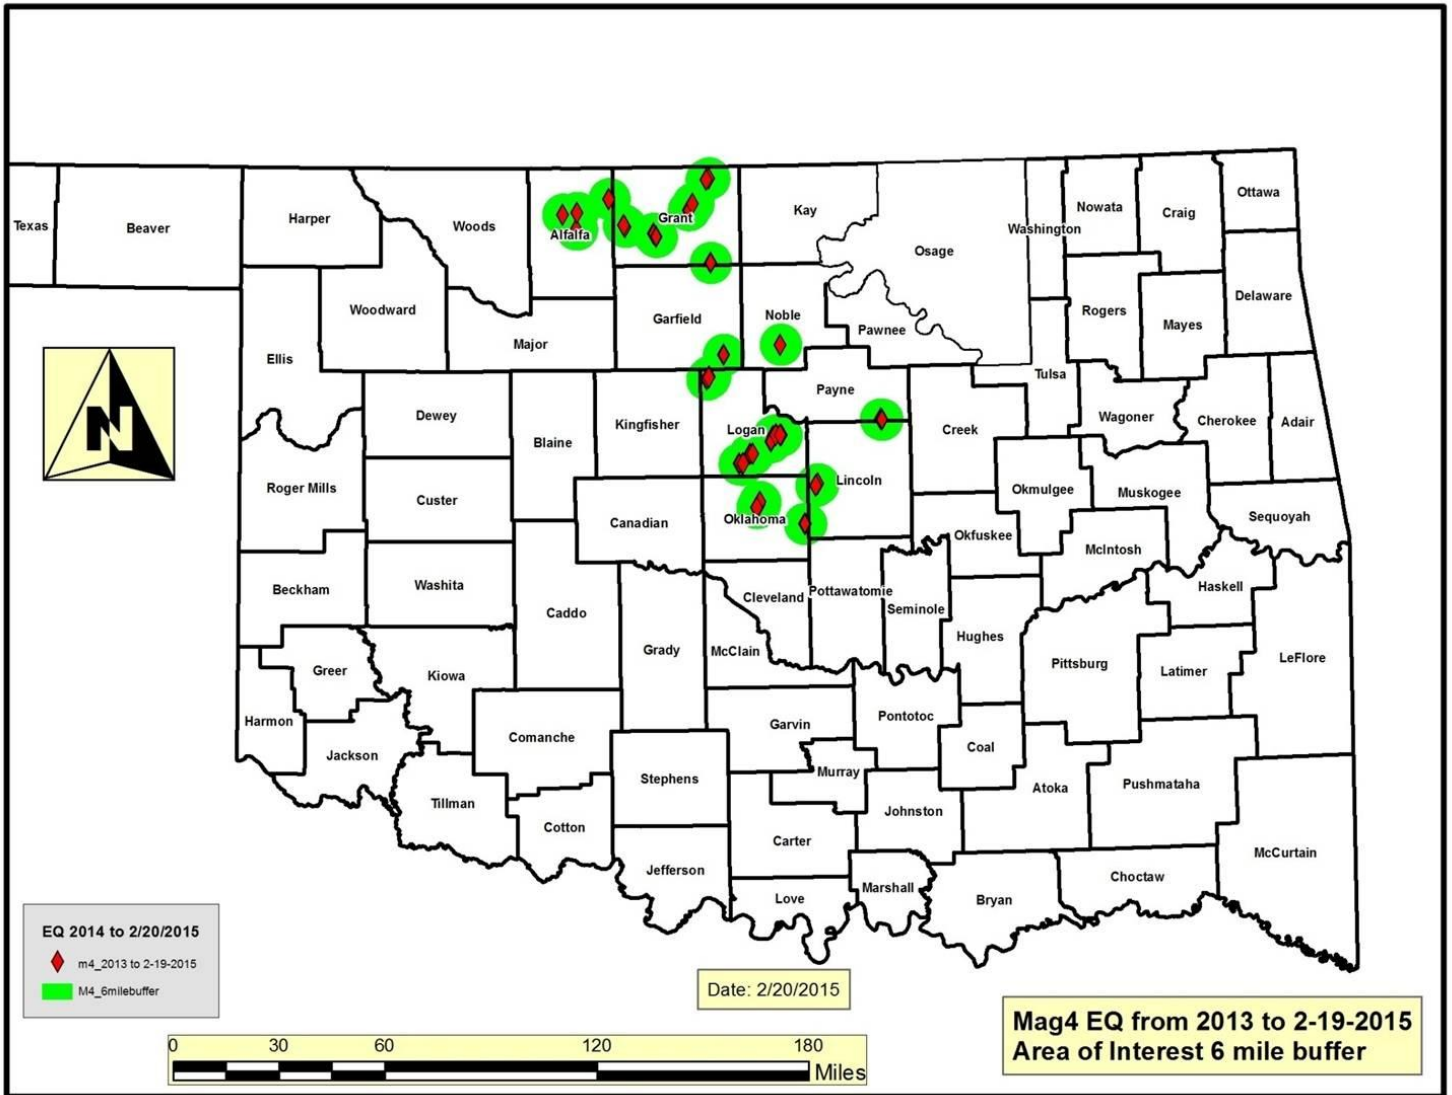 Texas
Beaver
Harper
Woods
Alfalfa
Grant
Kay
Osage
Washington
Nowata
Craig
Ottawa
Woodward
Ellis
Major
Garfield
Noble
Pawnee
Rogers
Mayes
Delaware
Dewey
Blaine
Kingfisher
Logan
Payne
Creek
Tulsa
Wagoner
Cherokee
Adair
N
Roger Mills
Custer
Canadian
Oklahoma
Lincoln
Okmulgee
Muskogee
Sequoyah
Okfuskee
McIntosh
Beckham
Washita
Caddo
Cleveland
Pottawatomie
Seminole
Haskell
Greer
Kiowa
Grady
McClain
Hughes
Pittsburg
Latimer
LeFlore
Harmon
Jackson
Comanche
Garvin
Pontotoc
Coal
Stephens
Murray
Tillman
Cotton
Carter
Johnston
Atoka
Pushmataha
Jefferson
Love
Marshall
Bryan
Choctaw
McCurtain
EQ 2014 to 2/20/2015
m4_2013 to 2-19-2015
M4_6milebuffer
Date: 2/20/2015
Mag4 EQ from 2013 to 2-19-2015
Area of Interest 6 mile buffer
0 30 60 120 180
Miles